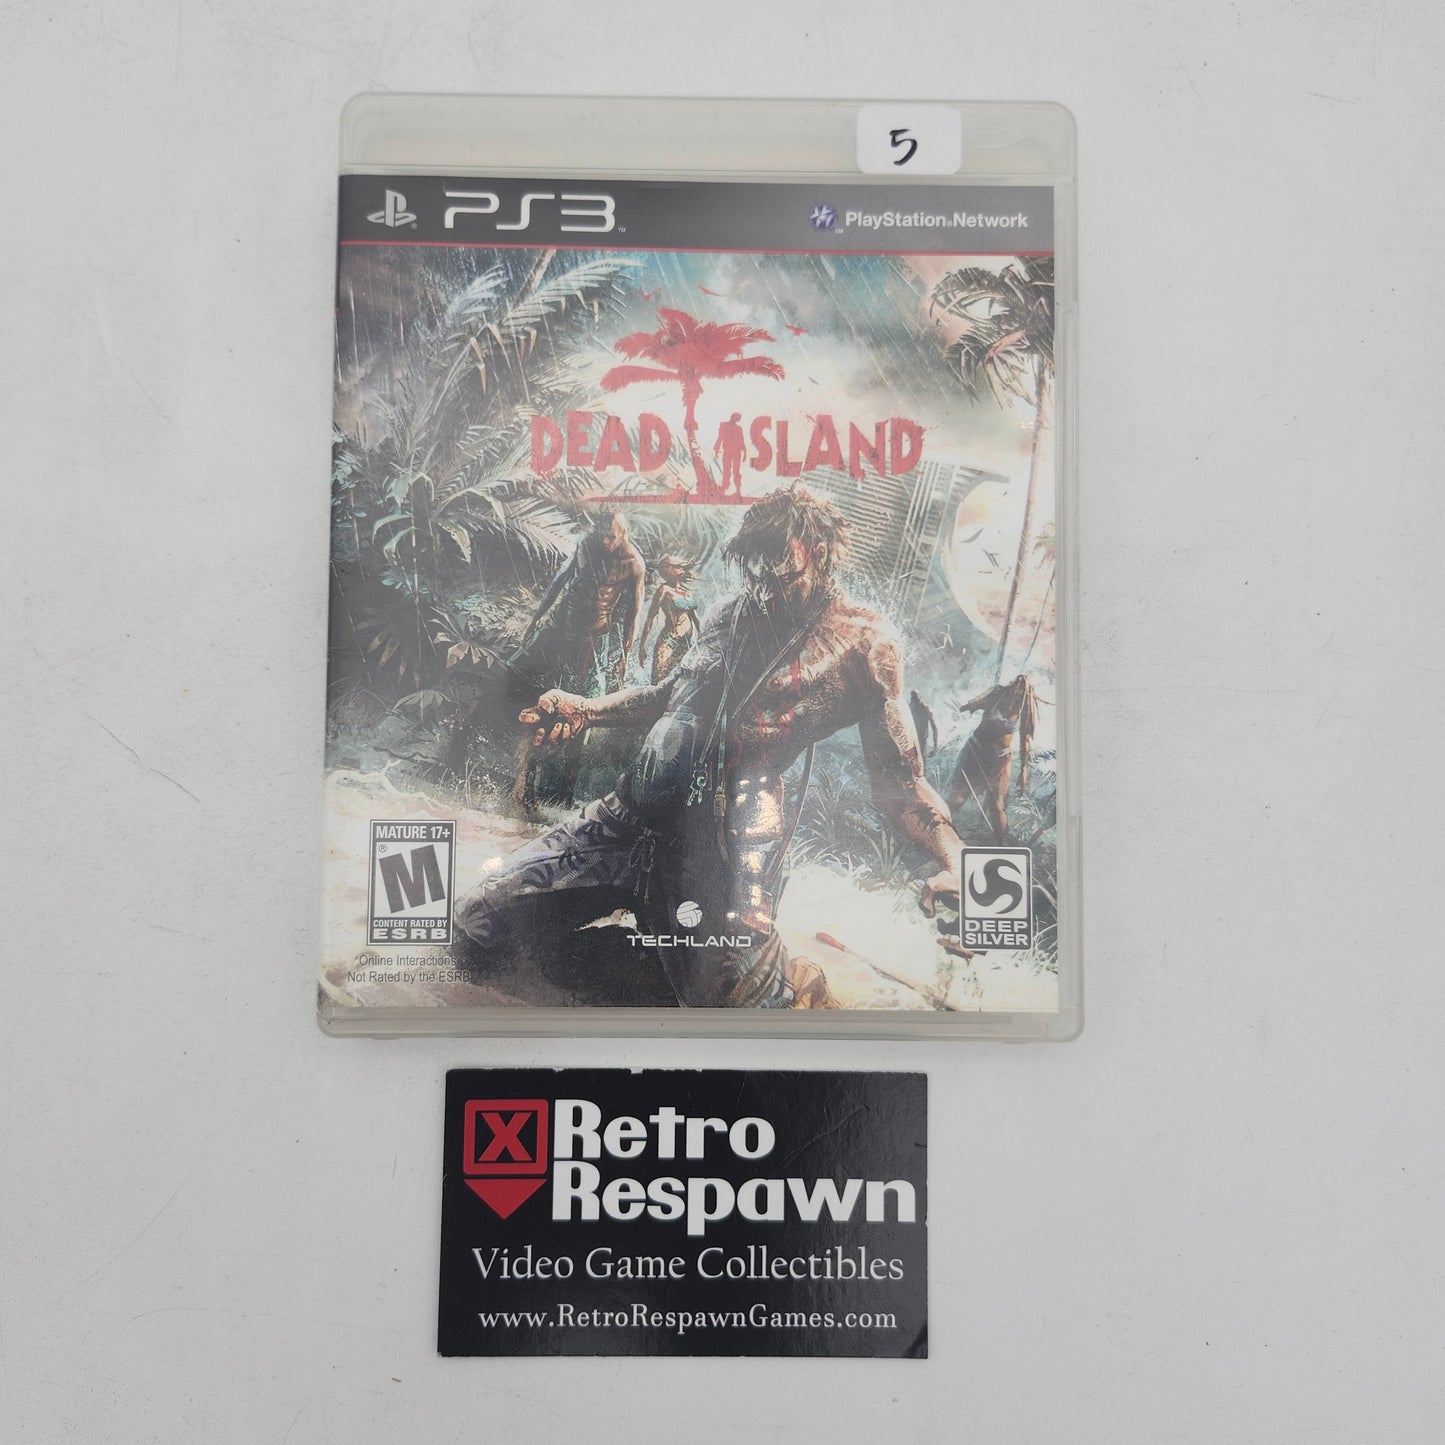 5
PS3™
PlayStation®Network
DEAD ISLAND
MATURE 17+
M
CONTENT RATED BY
ESRB
Online Interactions
Not Rated by the ESRB
TECHLAND
DEEP
SILVER
X Retro
Respawn
Video Game Collectibles
www.RetroRespawnGames.com